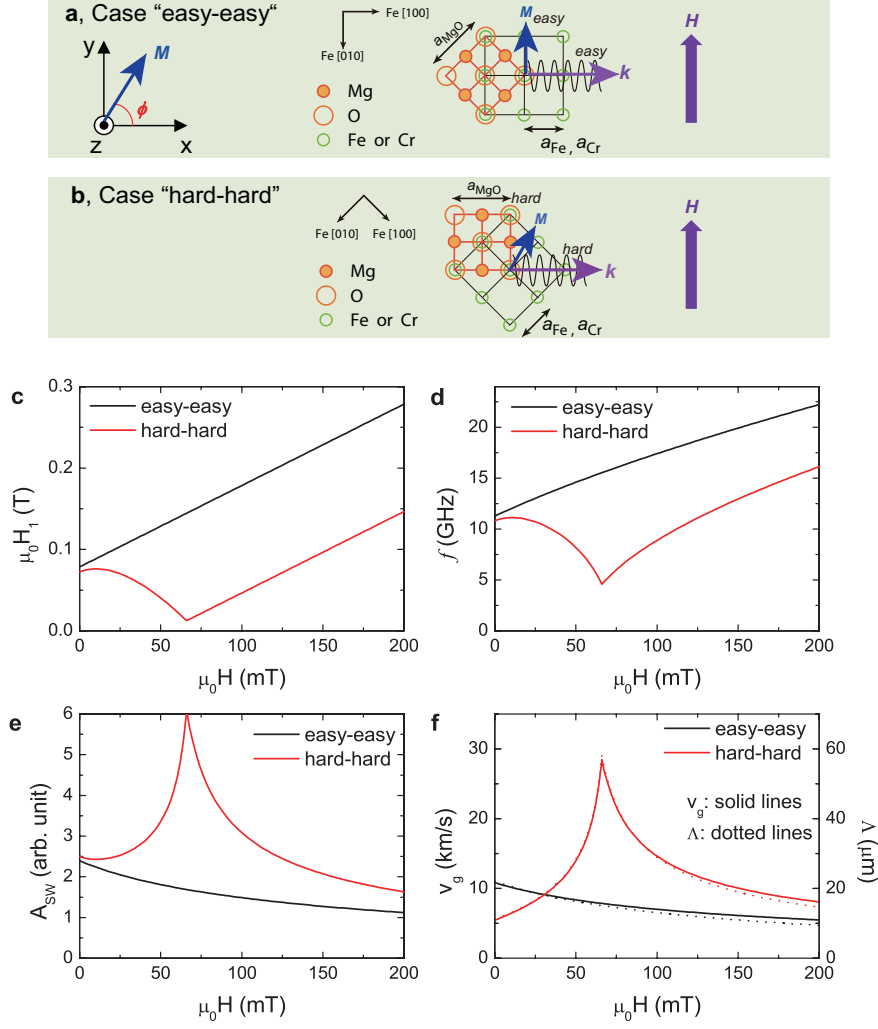 a, Case "easy-easy"
y
M
ϕ
z
x
Fe [100]
Fe [010]
Mg
O
Fe or Cr
aMgO
M easy
easy
k
aFe , aCr
H
b, Case "hard-hard"
Fe [010] Fe [100]
Mg
O
Fe or Cr
aMgO
hard
M
hard
k
aFe , aCr
H
c
0.3
0.2
0.1
0.0
μ0H1 (T)
easy-easy
hard-hard
0 50 100 150 200
μ0H (mT)
d
20
15
10
5
0
f (GHz)
easy-easy
hard-hard
0 50 100 150 200
μ0H (mT)
e
6
5
4
3
2
1
0
ASW (arb. unit)
easy-easy
hard-hard
0 50 100 150 200
μ0H (mT)
f
30
20
10
0
vg (km/s)
easy-easy
hard-hard
vg: solid lines
Λ: dotted lines
60
40
20
0
Λ (μm)
0 50 100 150 200
μ0H (mT)